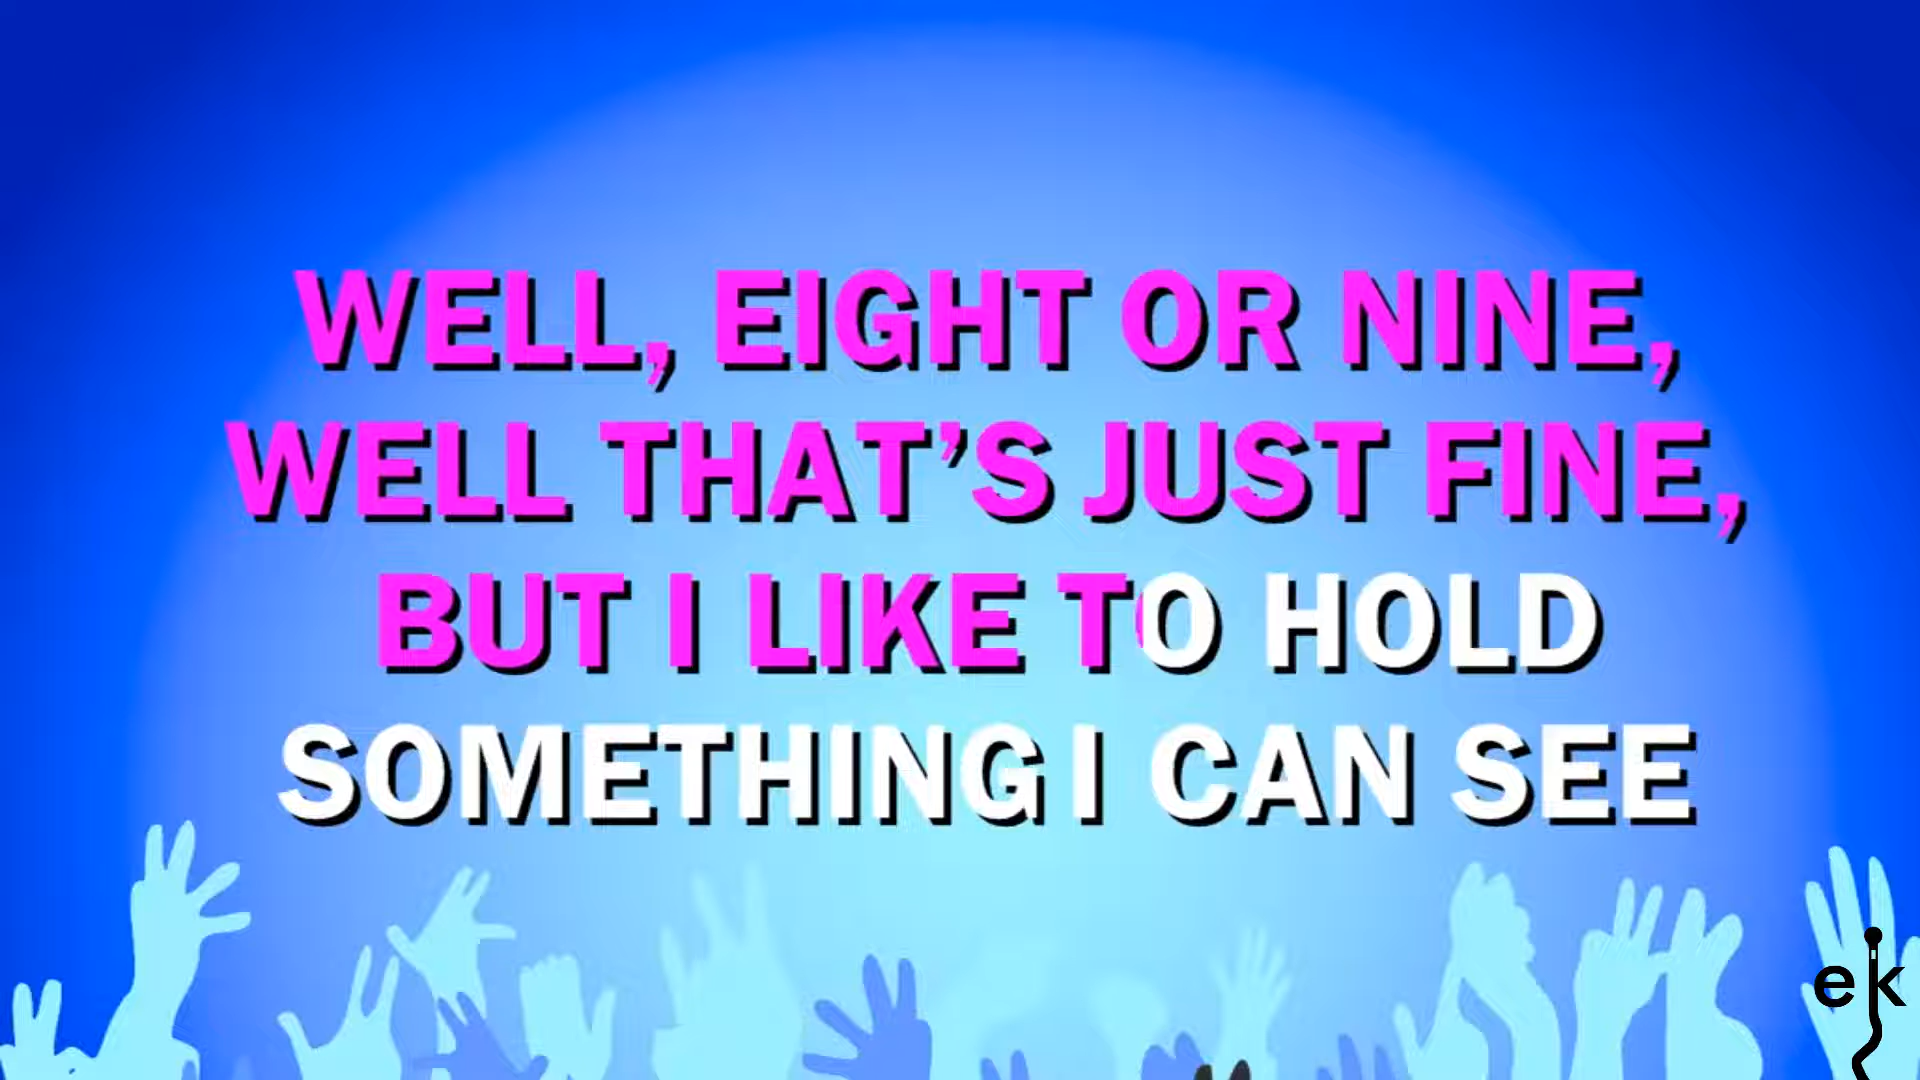 WELL, EIGHT OR NINE,
WELL THAT’S JUST FINE,
BUT I LIKE TO HOLD
SOMETHING I CAN SEE
ek